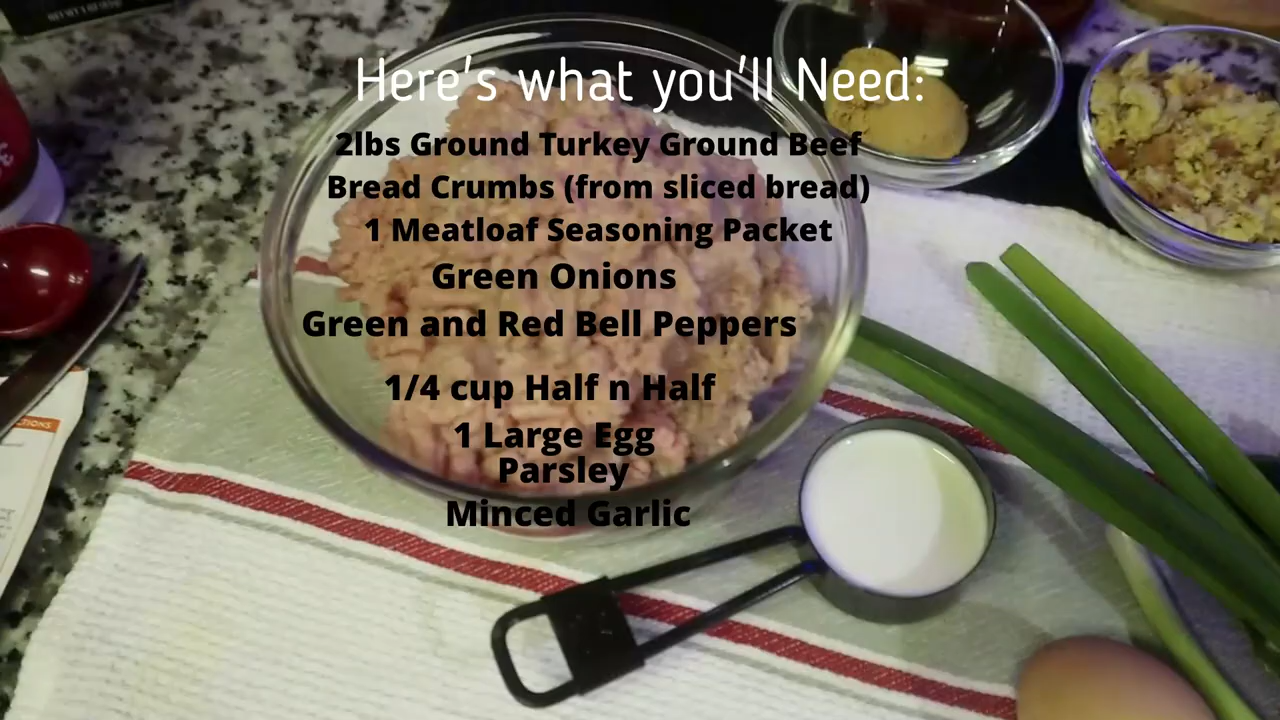 Here's what you'll Need:
2lbs Ground Turkey Ground Beef
Bread Crumbs (from sliced bread)
1 Meatloaf Seasoning Packet
Green Onions
Green and Red Bell Peppers
1/4 cup Half n Half
1 Large Egg
Parsley
Minced Garlic